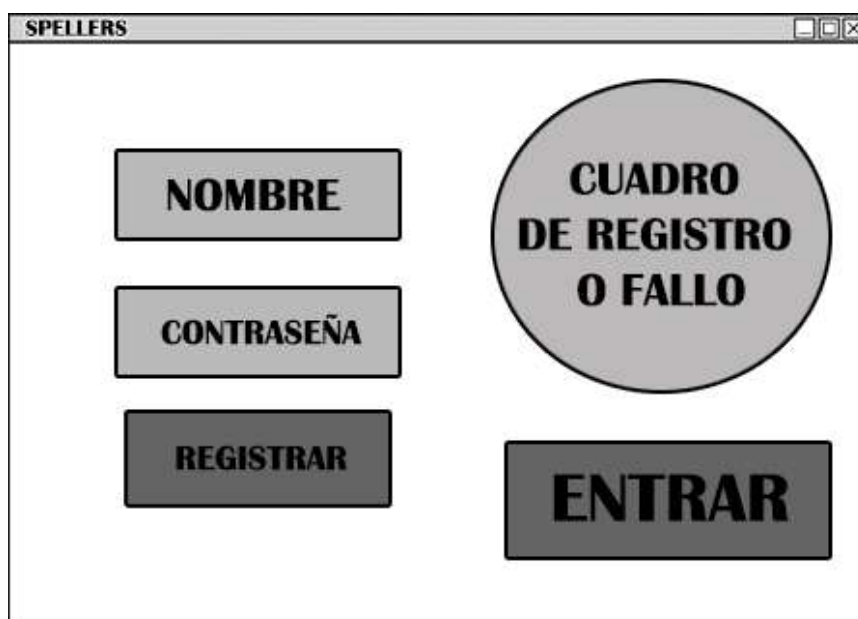 SPELLERS
NOMBRE
CONTRASEÑA
REGISTRAR
CUADRO
DE REGISTRO
O FALLO
ENTRAR